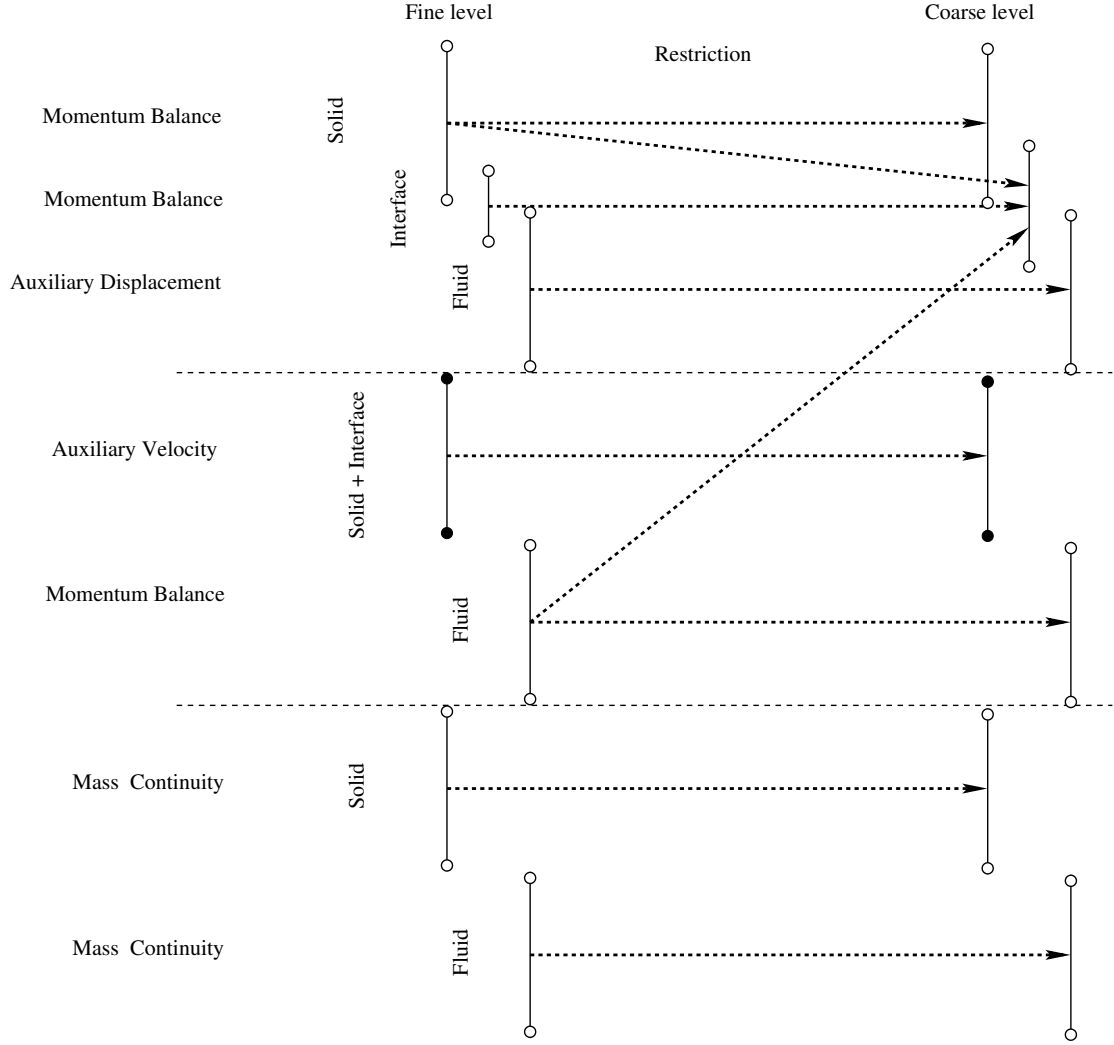 Fine level
Coarse level
Restriction
Momentum Balance
Solid
Momentum Balance
Interface
Auxiliary Displacement
Fluid
Auxiliary Velocity
Solid + Interface
Momentum Balance
Fluid
Mass Continuity
Solid
Mass Continuity
Fluid